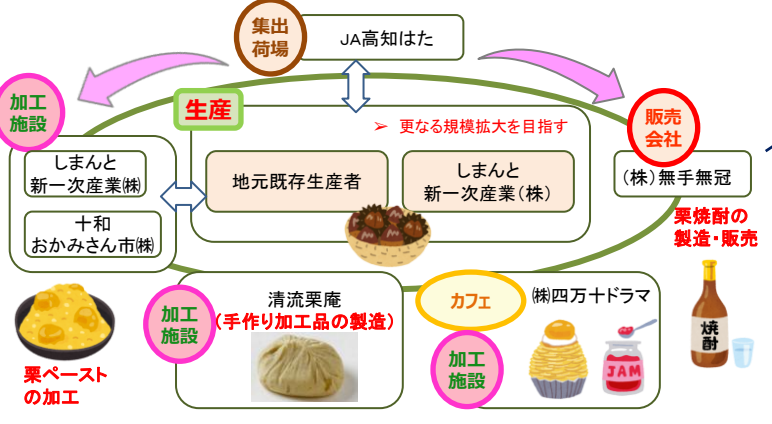 集出
荷場
JA高知はた
加工
施設
生産
➢ 更なる規模拡大を目指す
販売
会社
しまんと
新一次産業㈱
地元既存生産者
しまんと
新一次産業(株)
(株)無手無冠
十和
おかみさん市㈱
栗焼酎の
製造・販売
加工
施設
清流栗庵
(手作り加工品の製造)
カフェ
㈱四万十ドラマ
加工
施設
JAM
焼
酎
栗ペースト
の加工